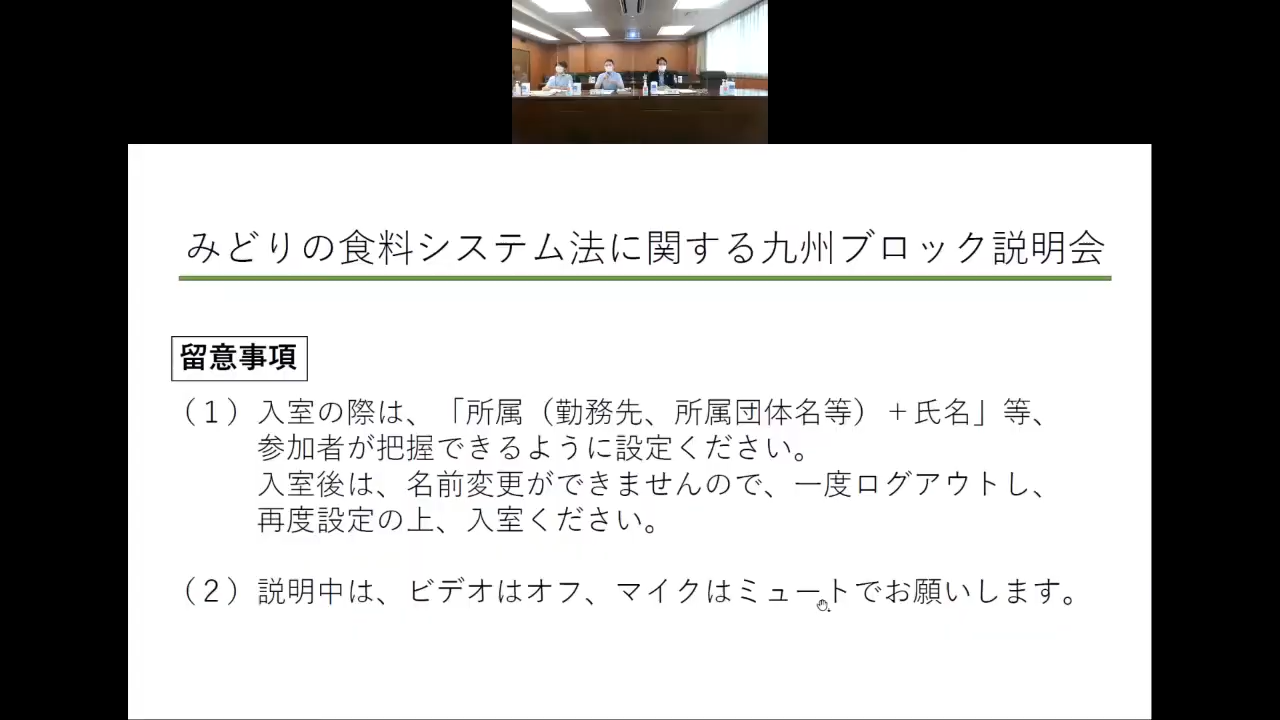 みどりの食料システム法に関する九州ブロック説明会
留意事項
（１）入室の際は、「所属（勤務先、所属団体名等）＋氏名」等、
参加者が把握できるように設定ください。
入室後は、名前変更ができませんので、一度ログアウトし、
再度設定の上、入室ください。
（２）説明中は、ビデオはオフ、マイクはミュートでお願いします。